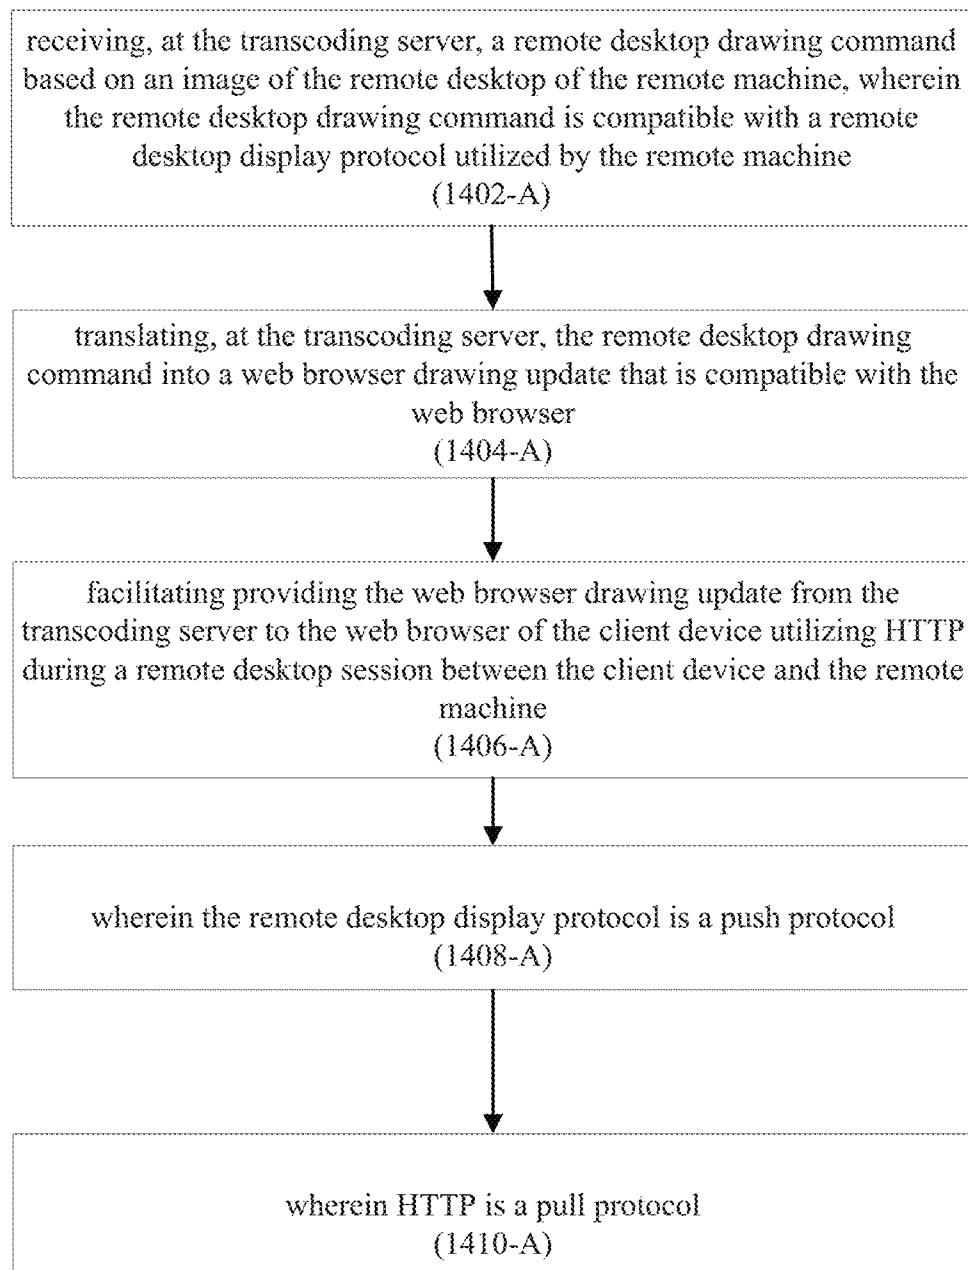 receiving, at the transcoding server, a remote desktop drawing command
based on an image of the remote desktop of the remote machine, wherein
the remote desktop drawing command is compatible with a remote
desktop display protocol utilized by the remote machine
(1402-A)
translating, at the transcoding server, the remote desktop drawing
command into a web browser drawing update that is compatible with the
web browser
(1404-A)
facilitating providing the web browser drawing update from the
transcoding server to the web browser of the client device utilizing HTTP
during a remote desktop session between the client device and the remote
machine
(1406-A)
wherein the remote desktop display protocol is a push protocol
(1408-A)
wherein HTTP is a pull protocol
(1410-A)